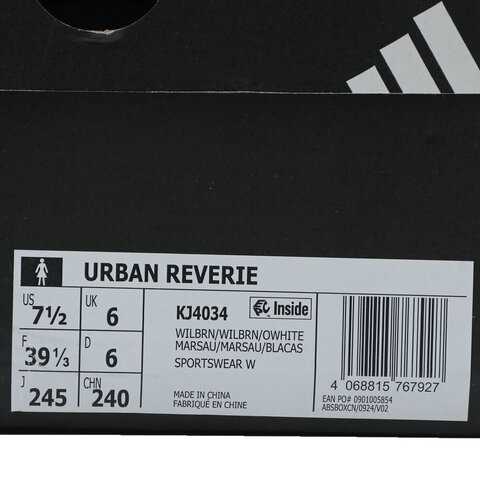 URBAN REVERIE
US 7½ UK 6
F 39⅓ D 6
J 245 CHN 240
KJ4034
Inside
WILBRN/WILBRN/OWHITE
MARSAU/MARSAU/BLACAS
SPORTSWEAR W
MADE IN CHINA
FABRIQUÉ EN CHINE
4 068815 767927
EAN PO# 0901005854
ABSBOXCN/0924/V02